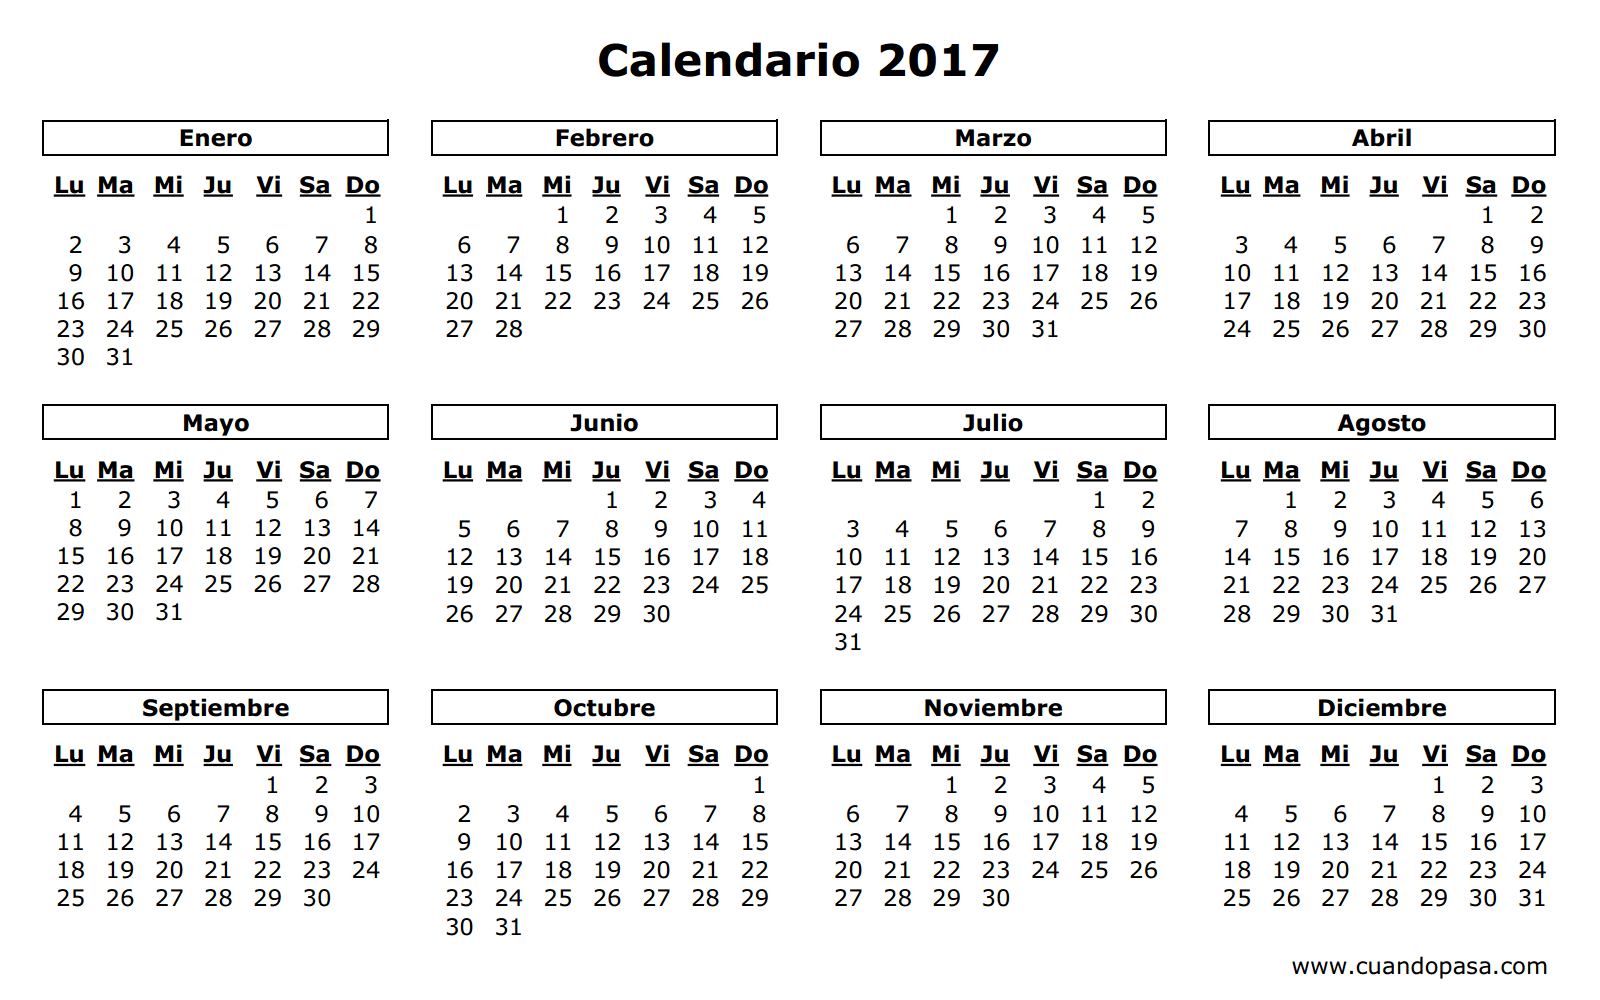 Calendario 2017
Enero
Lu Ma Mi Ju Vi Sa Do
1
2 3 4 5 6 7 8
9 10 11 12 13 14 15
16 17 18 19 20 21 22
23 24 25 26 27 28 29
30 31
Febrero
Lu Ma Mi Ju Vi Sa Do
1 2 3 4 5
6 7 8 9 10 11 12
13 14 15 16 17 18 19
20 21 22 23 24 25 26
27 28
Marzo
Lu Ma Mi Ju Vi Sa Do
1 2 3 4 5
6 7 8 9 10 11 12
13 14 15 16 17 18 19
20 21 22 23 24 25 26
27 28 29 30 31
Abril
Lu Ma Mi Ju Vi Sa Do
1 2
3 4 5 6 7 8 9
10 11 12 13 14 15 16
17 18 19 20 21 22 23
24 25 26 27 28 29 30
Mayo
Lu Ma Mi Ju Vi Sa Do
1 2 3 4 5 6 7
8 9 10 11 12 13 14
15 16 17 18 19 20 21
22 23 24 25 26 27 28
29 30 31
Junio
Lu Ma Mi Ju Vi Sa Do
1 2 3 4
5 6 7 8 9 10 11
12 13 14 15 16 17 18
19 20 21 22 23 24 25
26 27 28 29 30
Julio
Lu Ma Mi Ju Vi Sa Do
1 2
3 4 5 6 7 8 9
10 11 12 13 14 15 16
17 18 19 20 21 22 23
24 25 26 27 28 29 30
31
Agosto
Lu Ma Mi Ju Vi Sa Do
1 2 3 4 5 6
7 8 9 10 11 12 13
14 15 16 17 18 19 20
21 22 23 24 25 26 27
28 29 30 31
Septiembre
Lu Ma Mi Ju Vi Sa Do
1 2 3
4 5 6 7 8 9 10
11 12 13 14 15 16 17
18 19 20 21 22 23 24
25 26 27 28 29 30
Octubre
Lu Ma Mi Ju Vi Sa Do
1
2 3 4 5 6 7 8
9 10 11 12 13 14 15
16 17 18 19 20 21 22
23 24 25 26 27 28 29
30 31
Noviembre
Lu Ma Mi Ju Vi Sa Do
1 2 3 4 5
6 7 8 9 10 11 12
13 14 15 16 17 18 19
20 21 22 23 24 25 26
27 28 29 30
Diciembre
Lu Ma Mi Ju Vi Sa Do
1 2 3
4 5 6 7 8 9 10
11 12 13 14 15 16 17
18 19 20 21 22 23 24
25 26 27 28 29 30 31
www.cuandopasa.com